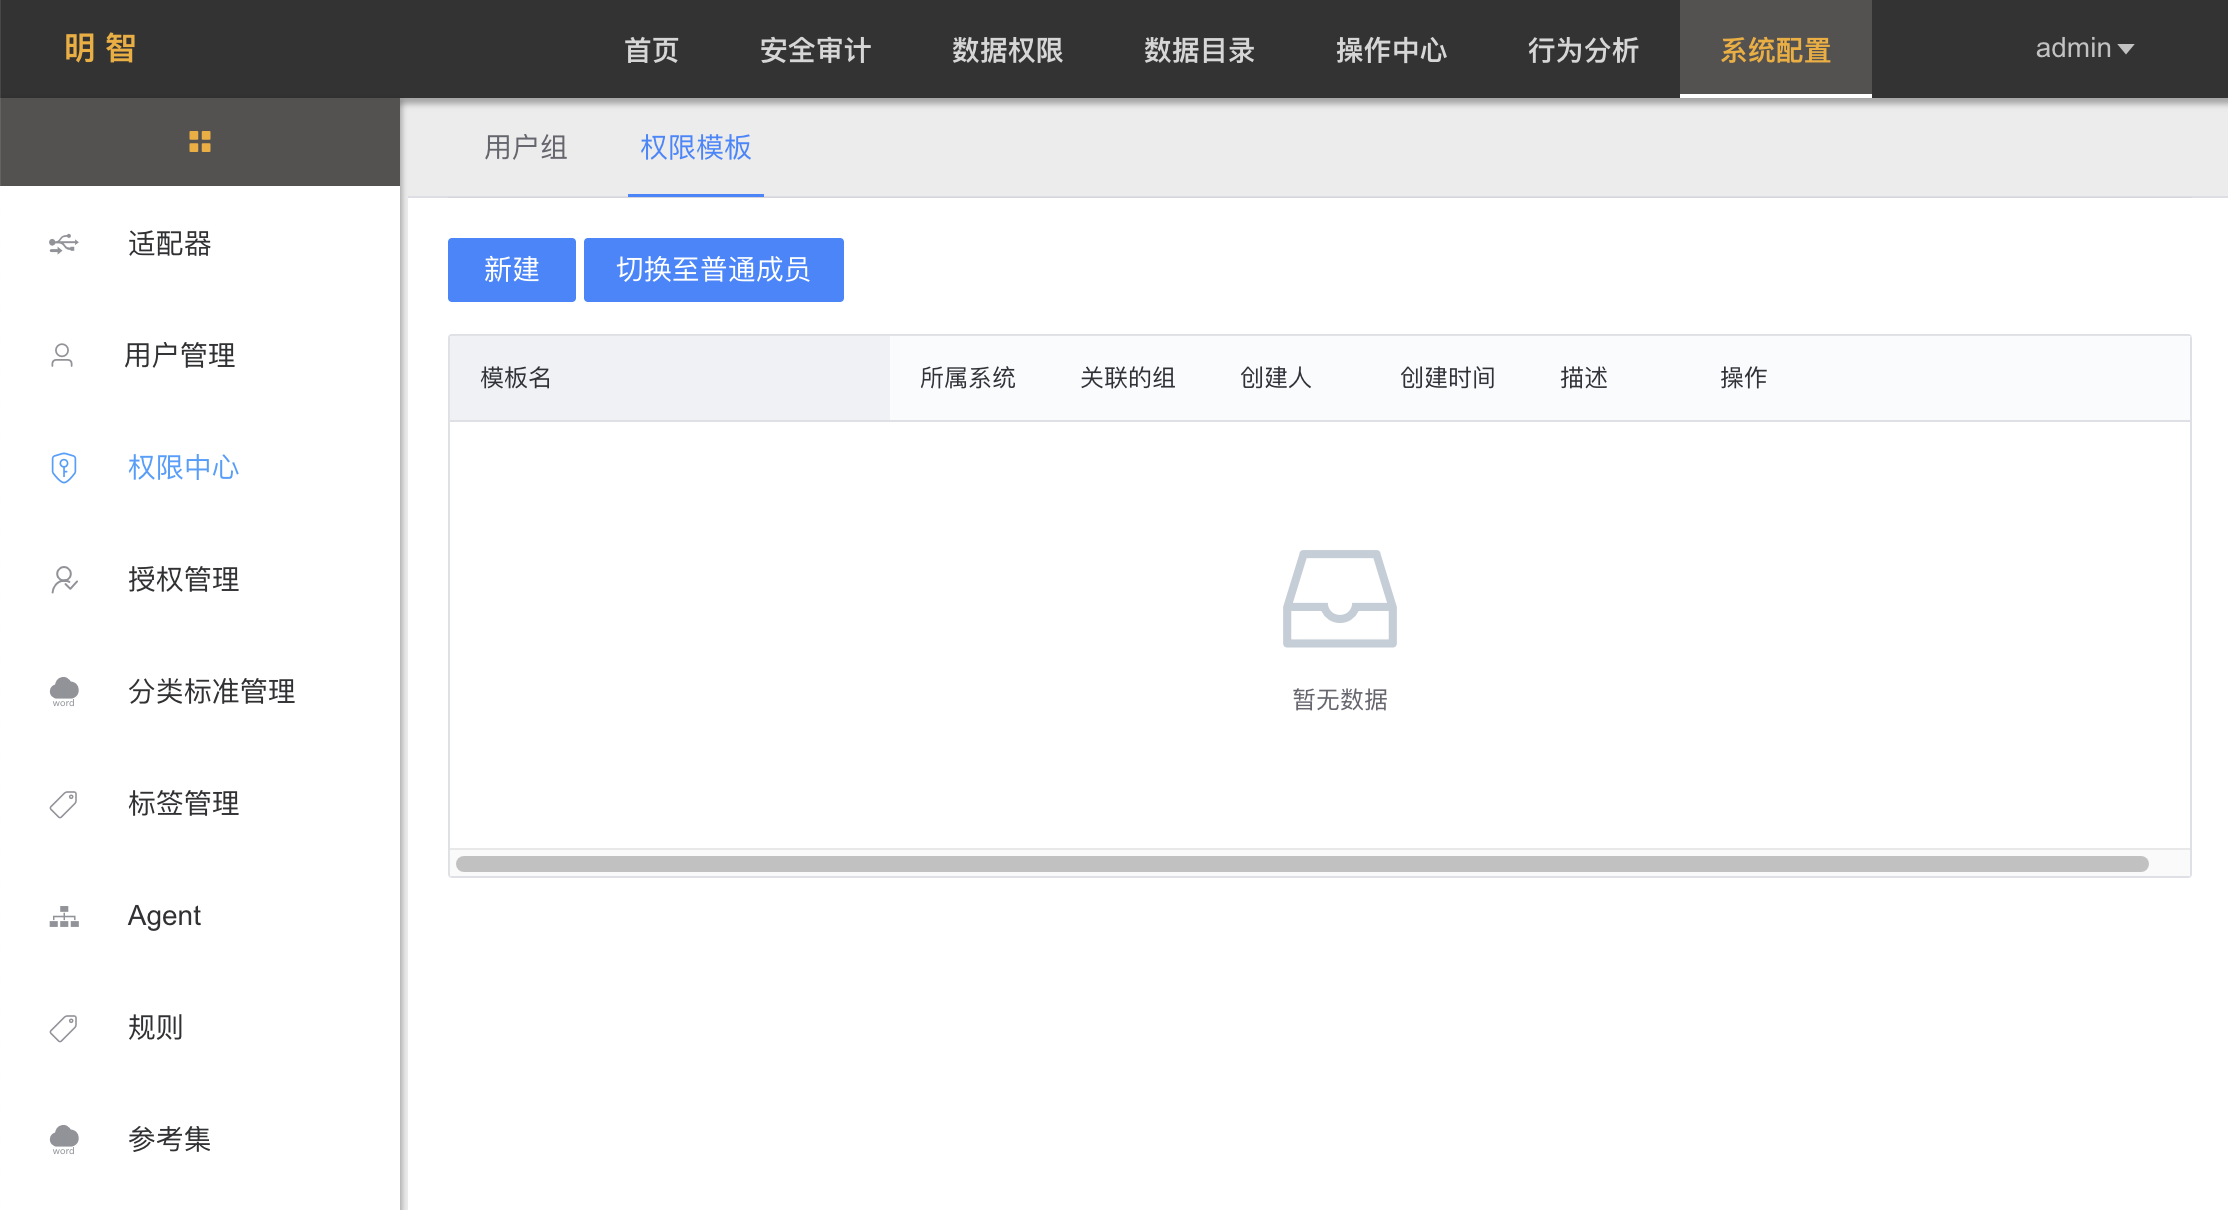 明 智
首页 安全审计 数据权限 数据目录 操作中心 行为分析 系统配置 admin
用户组 权限模板
适配器
用户管理
权限中心
授权管理
word
分类标准管理
标签管理
Agent
规则
word
参考集
新建 切换至普通成员
模板名 所属系统 关联的组 创建人 创建时间 描述 操作
暂无数据